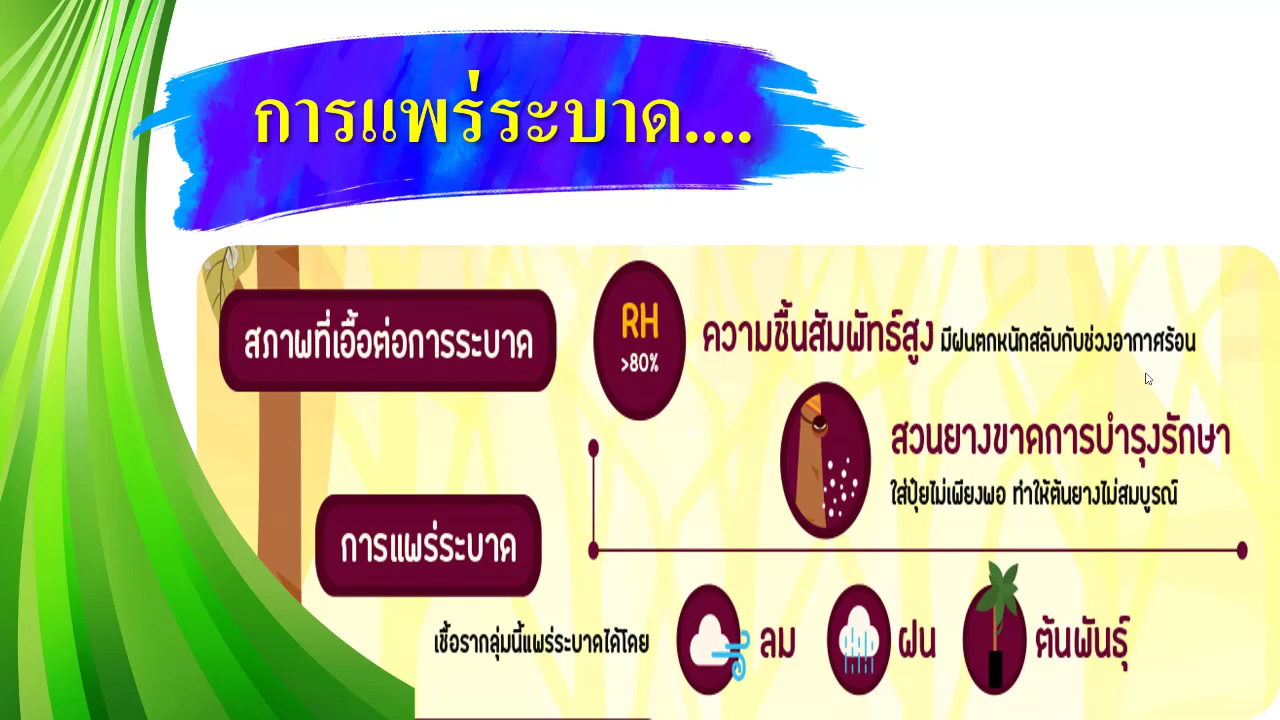 การแพร่ระบาด....
สภาพที่เอื้อต่อการระบาด
RH
>80%
ความชื้นสัมพัทธ์สูง มีฝนตกหนักสลับกับช่วงอากาศร้อน
สวนยางขาดการบำรุงรักษา
ใส่ปุ๋ยไม่เพียงพอ ทำให้ต้นยางไม่สมบูรณ์
การแพร่ระบาด
เชื้อรากลุ่มนี้แพร่ระบาดได้โดย ลม ฝน ต้นพันธุ์